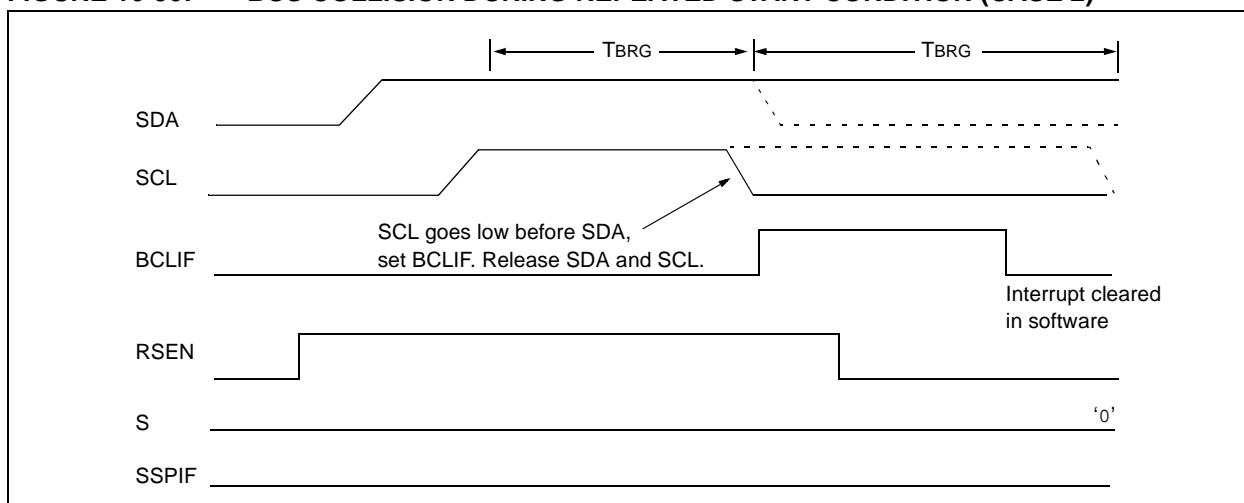 TBRG TBRG
SDA
SCL
SCL goes low before SDA,
set BCLIF. Release SDA and SCL.
BCLIF
Interrupt cleared
in software
RSEN
S ‘0’
SSPIF